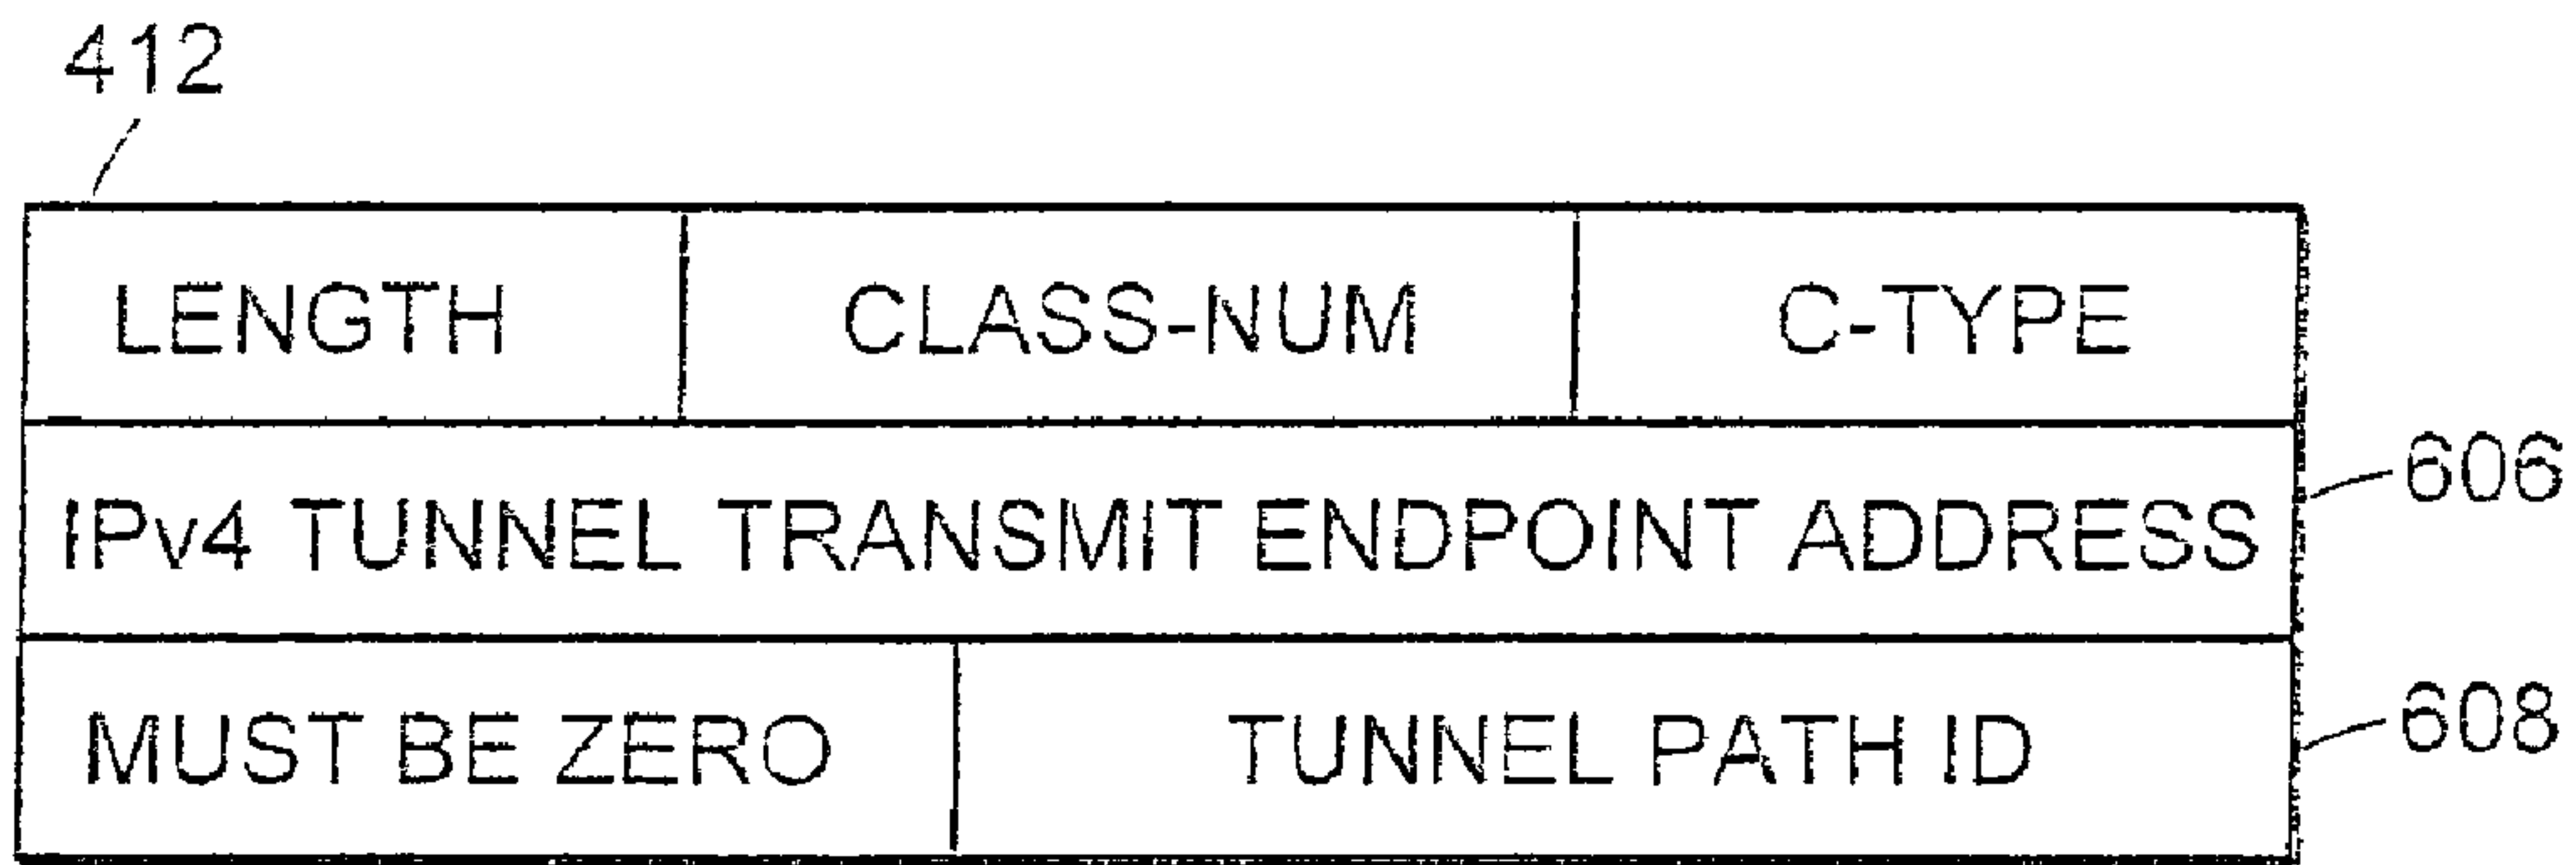 412
LENGTH CLASS-NUM C-TYPE
IPv4 TUNNEL TRANSMIT ENDPOINT ADDRESS
606
MUST BE ZERO TUNNEL PATH ID
608